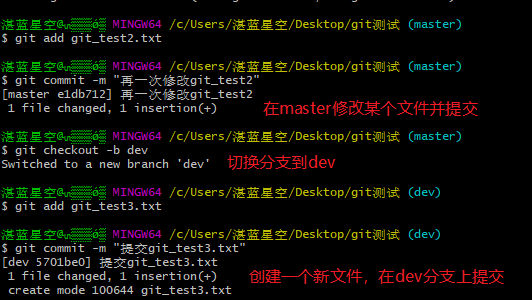 MINGW64 /c/Users/湛蓝星空/Desktop/git测试 (master)
$ git add git_test2.txt
湛蓝星空@ MINGW64 /c/Users/湛蓝星空/Desktop/git测试 (master)
$ git commit -m "再一次修改git_test2"
[master e1db712] 再一次修改git_test2
1 file changed, 1 insertion(+)
在master修改某个文件并提交
湛蓝星空@ MINGW64 /c/Users/湛蓝星空/Desktop/git测试 (master)
$ git checkout -b dev
Switched to a new branch 'dev'
切换分支到dev
湛蓝星空@ MINGW64 /c/Users/湛蓝星空/Desktop/git测试 (dev)
$ git add git_test3.txt
湛蓝星空@ MINGW64 /c/Users/湛蓝星空/Desktop/git测试 (dev)
$ git commit -m "提交git_test3.txt"
[dev 5701be0] 提交git_test3.txt
1 file changed, 1 insertion(+)
create mode 100644 git_test3.txt
创建一个新文件，在dev分支上提交